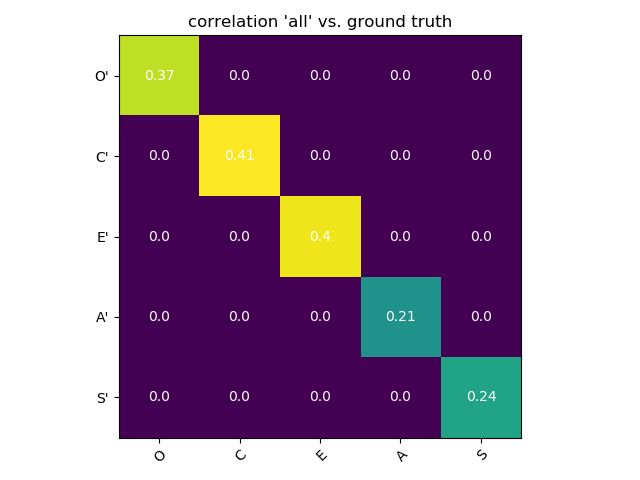 correlation 'all' vs. ground truth
O' 0.37 0.0 0.0 0.0 0.0
C' 0.0 0.41 0.0 0.0 0.0
E' 0.0 0.0 0.4 0.0 0.0
A' 0.0 0.0 0.0 0.21 0.0
S' 0.0 0.0 0.0 0.0 0.24
O C E A S